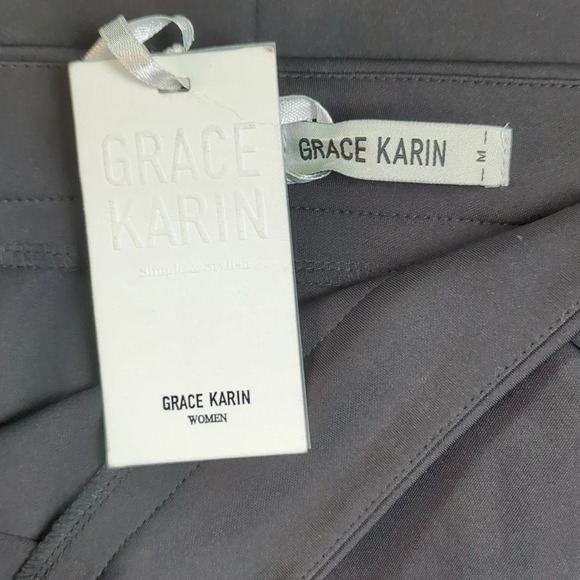 GRACE
KARIN
Simple & Stylish
GRACE KARIN
WOMEN
GRACE KARIN
M